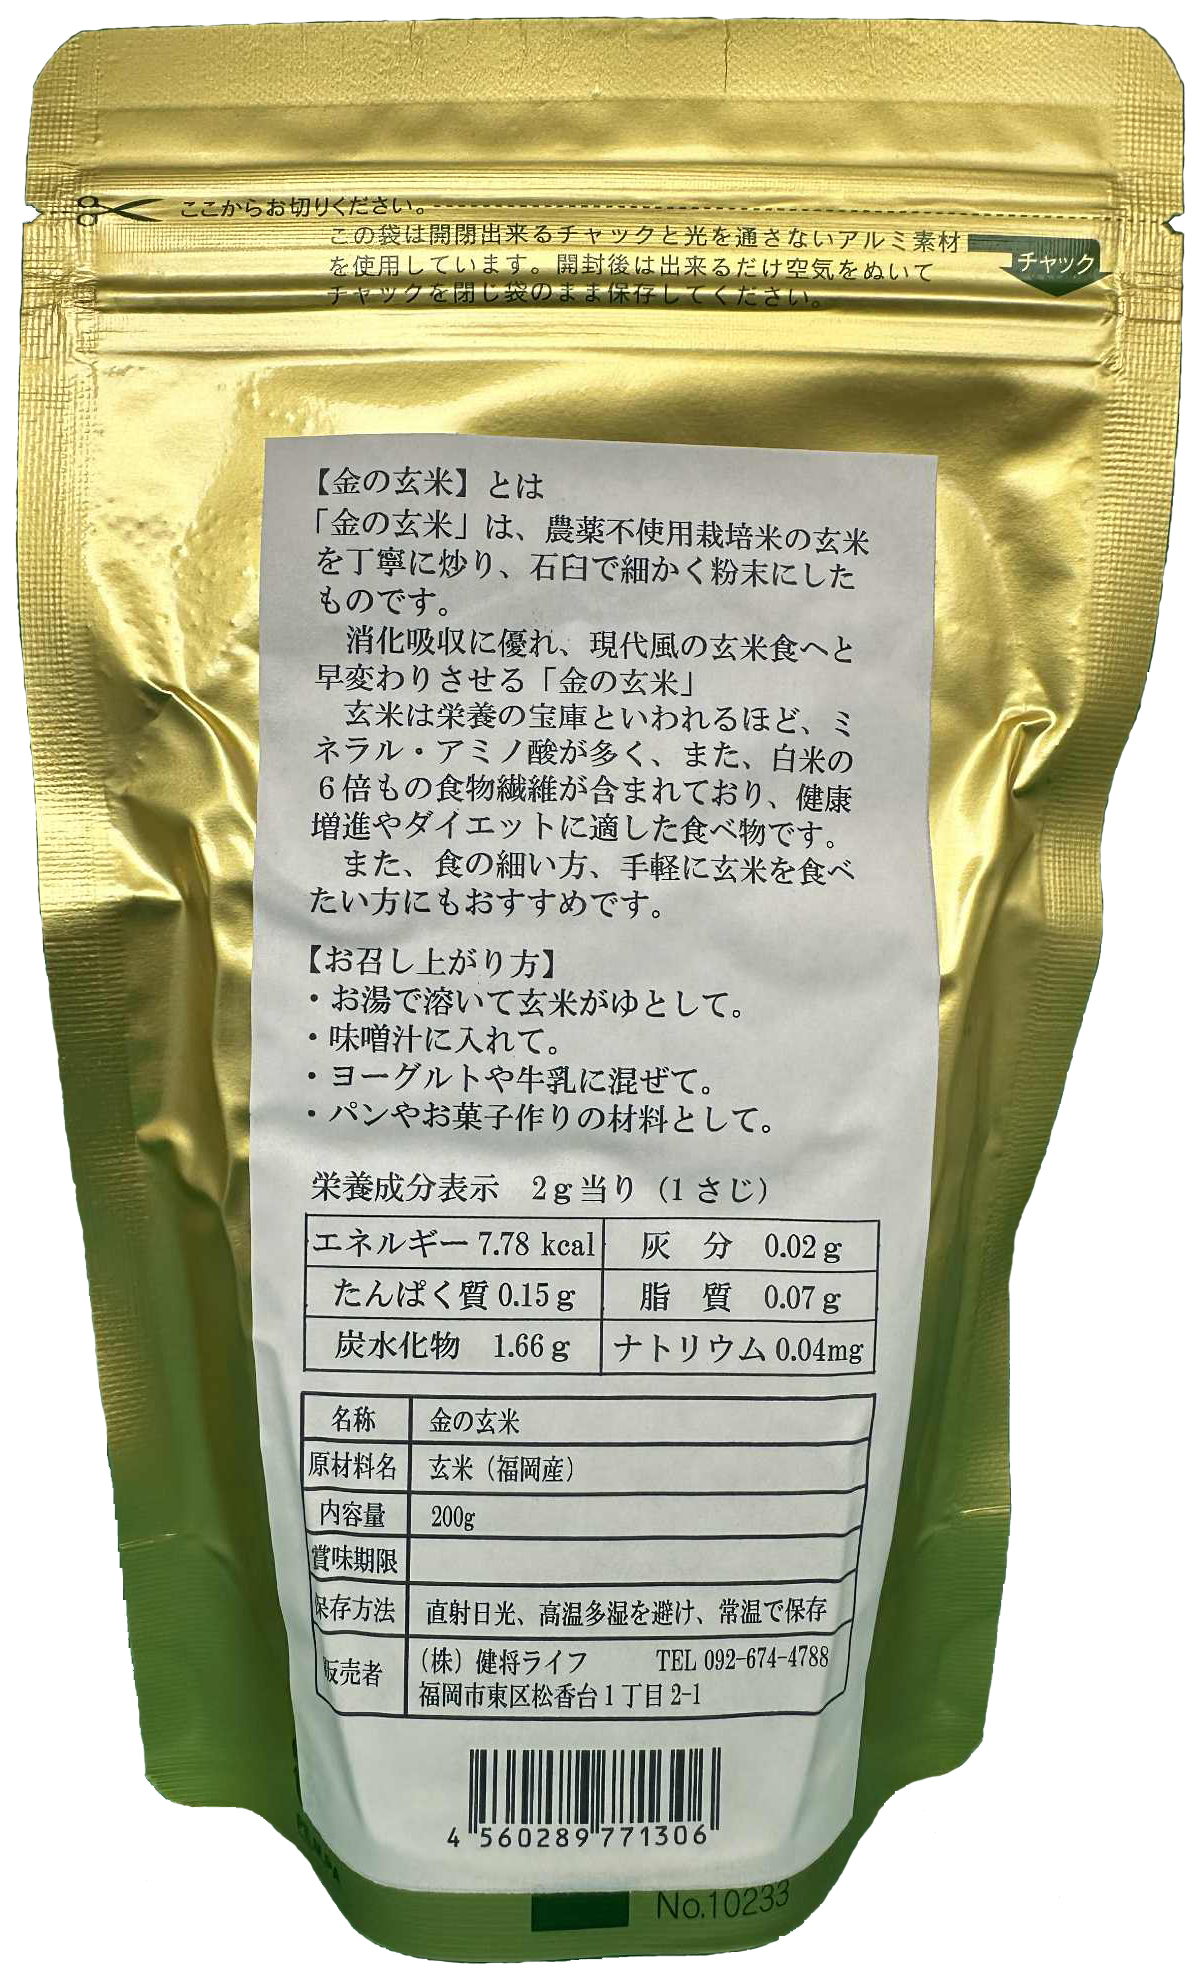 ここからお切りください。
この袋は開閉出来るチャックと光を通さないアルミ素材
を使用しています。開封後は出来るだけ空気をぬいて
チャックを閉じ袋のまま保存してください。
チャック
【金の玄米】とは
「金の玄米」は、農薬不使用栽培米の玄米
を丁寧に炒り、石臼で細かく粉末にした
ものです。
消化吸収に優れ、現代風の玄米食へと
早変わりさせる「金の玄米」
玄米は栄養の宝庫といわれるほど、ミ
ネラル・アミノ酸が多く、また、白米の
6倍もの食物繊維が含まれており、健康
増進やダイエットに適した食べ物です。
また、食の細い方、手軽に玄米を食べ
たい方にもおすすめです。
【お召し上がり方】
・お湯で溶いて玄米がゆとして。
・味噌汁に入れて。
・ヨーグルトや牛乳に混ぜて。
・パンやお菓子作りの材料として。
栄養成分表示 2g当り（1さじ）
エネルギー 7.78 kcal 灰 分 0.02g
たんぱく質 0.15g 脂 質 0.07g
炭水化物 1.66g ナトリウム 0.04mg
名称 金の玄米
原材料名 玄米（福岡産）
内容量 200g
賞味期限
保存方法 直射日光、高温多湿を避け、常温で保存
販売者 （株）健将ライフ TEL 092-674-4788
福岡市東区松香台1丁目2-1
4 560289 771306
No.10233